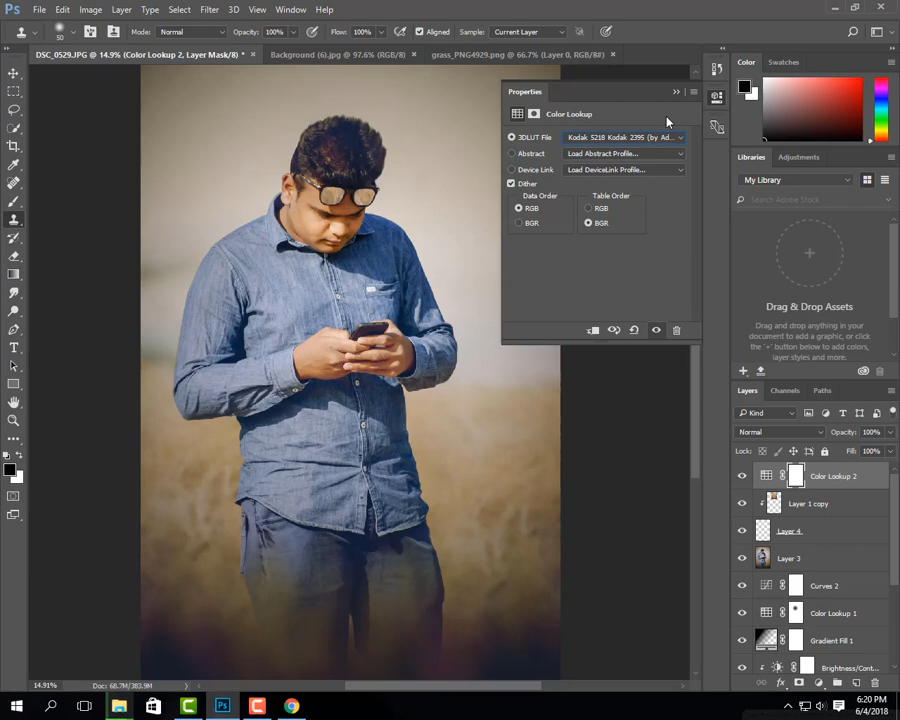 Ps File Edit Image Layer Type Select Filter 3D View Window Help
50 Mode: Normal Opacity: 100% Flow: 100% Aligned Sample: Current Layer
DSC_0529.JPG @ 14.9% (Color Lookup 2, Layer Mask/8) * × Background (6).jpg @ 97.6% (RGB/8) × grass_PNG4929.png @ 66.7% (Layer 0, RGB/8#) ×
Properties
Color Lookup
3DLUT File Kodak 5218 Kodak 2395 (by Ad...
Abstract Load Abstract Profile...
Device Link Load DeviceLink Profile...
Dither
Data Order Table Order
RGB RGB
BGR BGR
Color Swatches
Libraries Adjustments
My Library
Search Adobe Stock
Drag & Drop Assets
Drag and drop anything in your
document to add a graphic, or click
the '+' button below to add colors,
layer styles and more.
Layers Channels Paths
Kind
Normal Opacity: 100%
Lock: Fill: 100%
Color Lookup 2
Layer 1 copy
Layer 4
Layer 3
Curves 2
Color Lookup 1
Gradient Fill 1
Brightness/Cont...
14.91% Doc: 68.7M/383.9M
fx
Ps
6:20 PM
6/4/2018